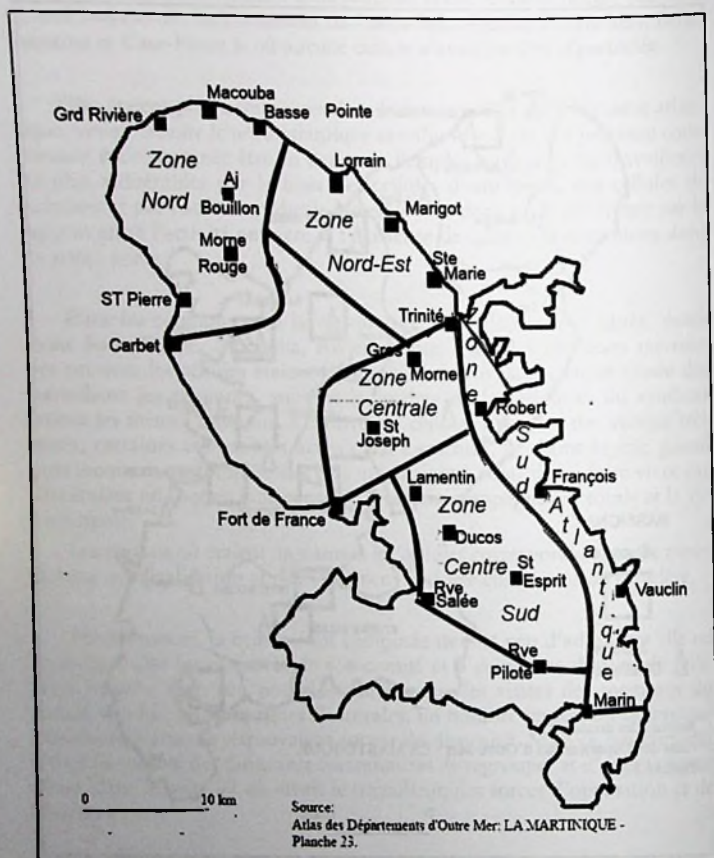 Macouba
Grd Rivière
Basse Pointe
Zone
Nord
Aj
Bouillon
Lorrain
Zone
Nord-Est
Marigot
Morne
Rouge
Ste
Marie
ST Pierre
Trinité
Carbet
Gros
Morne
Zone
Centrale
St
Joseph
Robert
Zone Sud Atlantique
Lamentin
François
Fort de France
Zone
Ducos
Centre
St
Esprit
Vauclin
Rve
Salée
Sud
Rve
Pilote
Marin
0 10 km
Source:
Atlas des Départements d'Outre Mer: LA MARTINIQUE -
Planche 23.